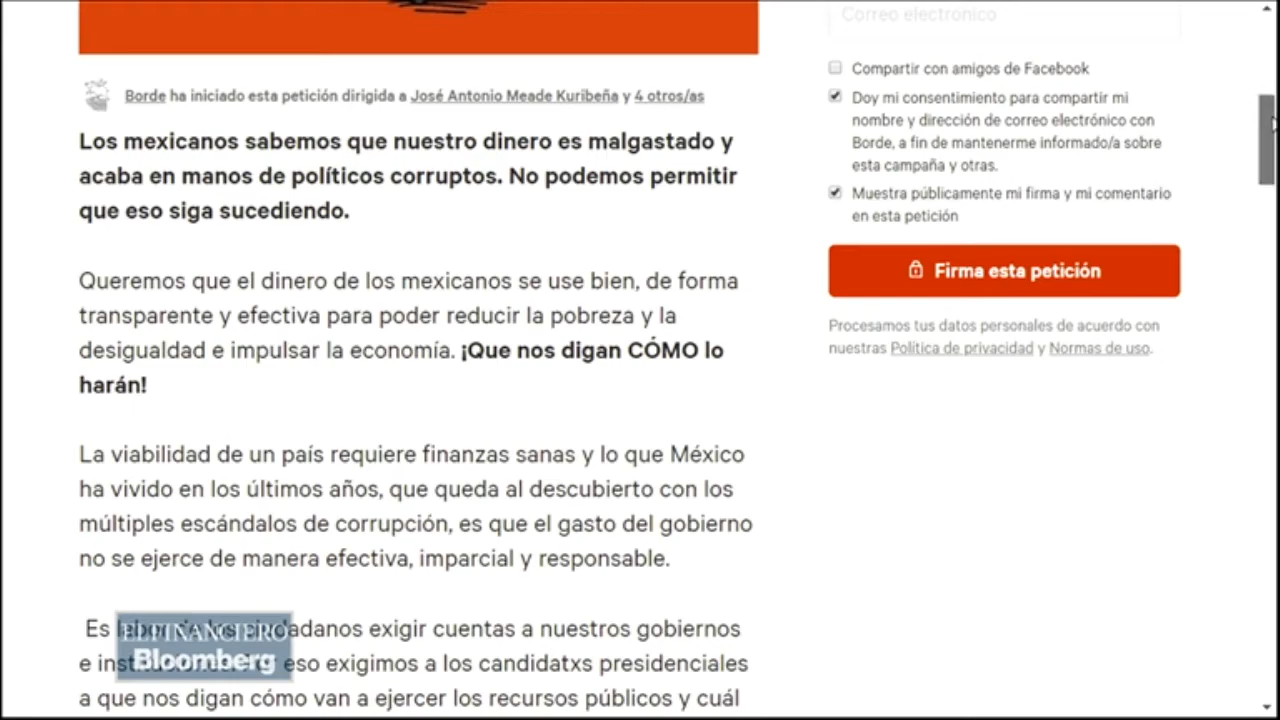 Borde ha iniciado esta petición dirigida a José Antonio Meade Kuribeña y 4 otros/as
Los mexicanos sabemos que nuestro dinero es malgastado y
acaba en manos de políticos corruptos. No podemos permitir
que eso siga sucediendo.
Queremos que el dinero de los mexicanos se use bien, de forma
transparente y efectiva para poder reducir la pobreza y la
desigualdad e impulsar la economía. ¡Que nos digan CÓMO lo
harán!
La viabilidad de un país requiere finanzas sanas y lo que México
ha vivido en los últimos años, que queda al descubierto con los
múltiples escándalos de corrupción, es que el gasto del gobierno
no se ejerce de manera efectiva, imparcial y responsable.
Es ciudadanos exigir cuentas a nuestros gobiernos
e eso exigimos a los candidatxs presidenciales
a que nos digan cómo van a ejercer los recursos públicos y cuál
EL FINANCIERO
Bloomberg
Correo electrónico
Compartir con amigos de Facebook
Doy mi consentimiento para compartir mi
nombre y dirección de correo electrónico con
Borde, a fin de mantenerme informado/a sobre
esta campaña y otras.
Muestra públicamente mi firma y mi comentario
en esta petición
Firma esta petición
Procesamos tus datos personales de acuerdo con
nuestras Política de privacidad y Normas de uso.